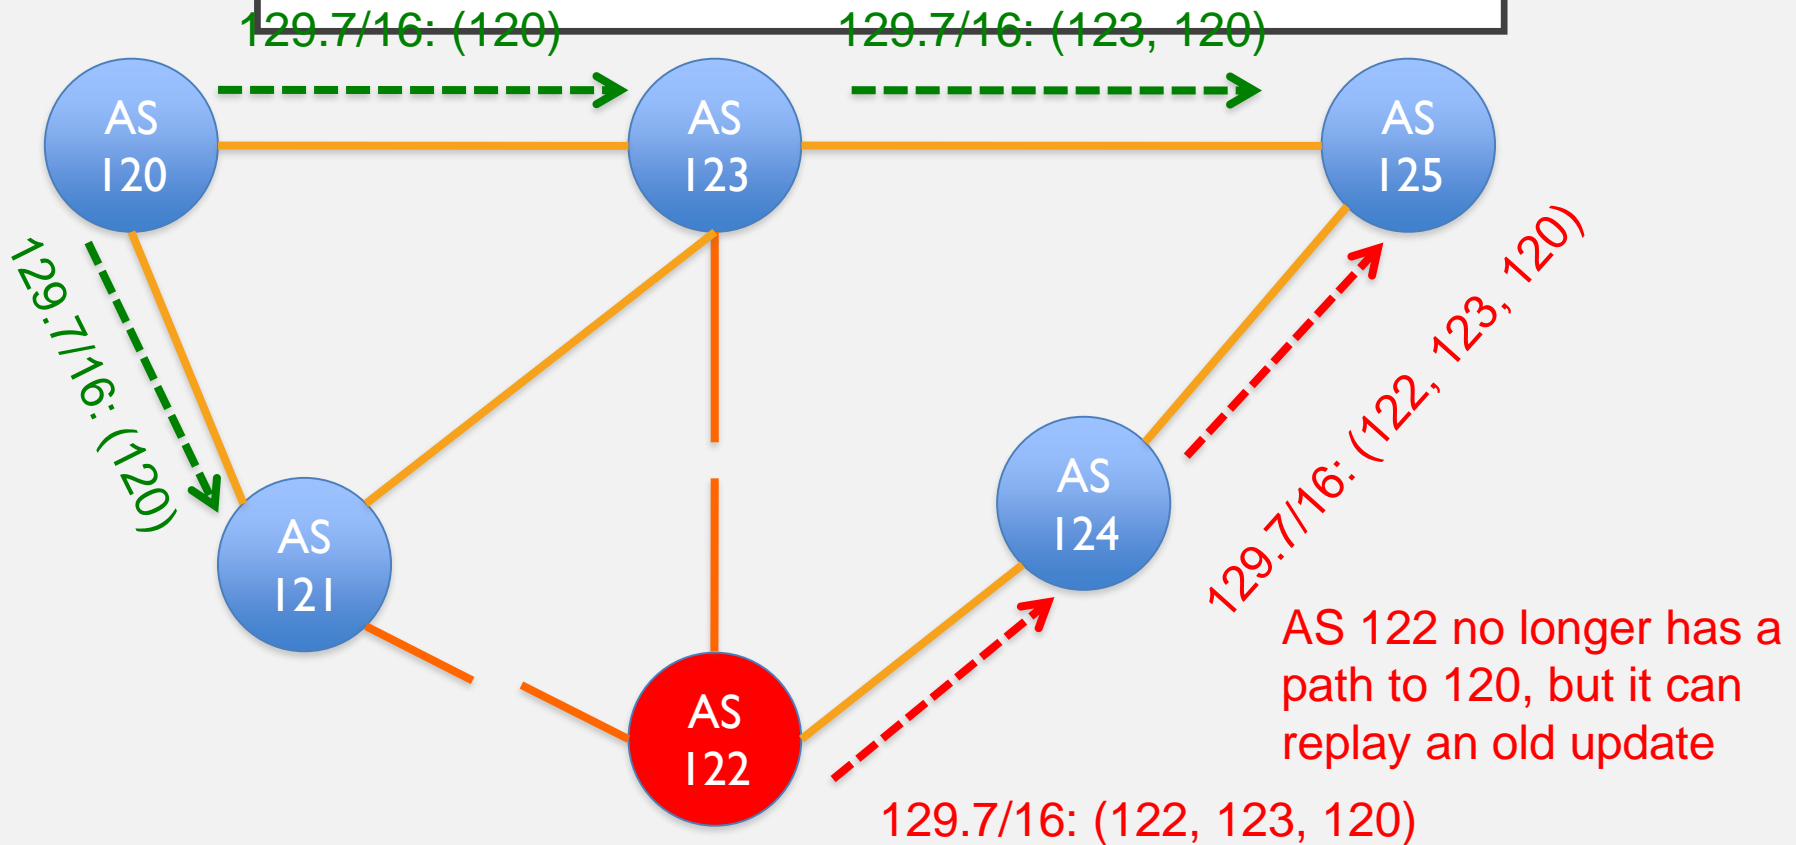 129.7/16: (120)
129.7/16: (123, 120)
AS
120
AS
123
AS
125
129.7/16: (120)
129.7/16: (122, 123, 120)
AS
124
AS
121
AS 122 no longer has a
path to 120, but it can
replay an old update
AS
122
129.7/16: (122, 123, 120)